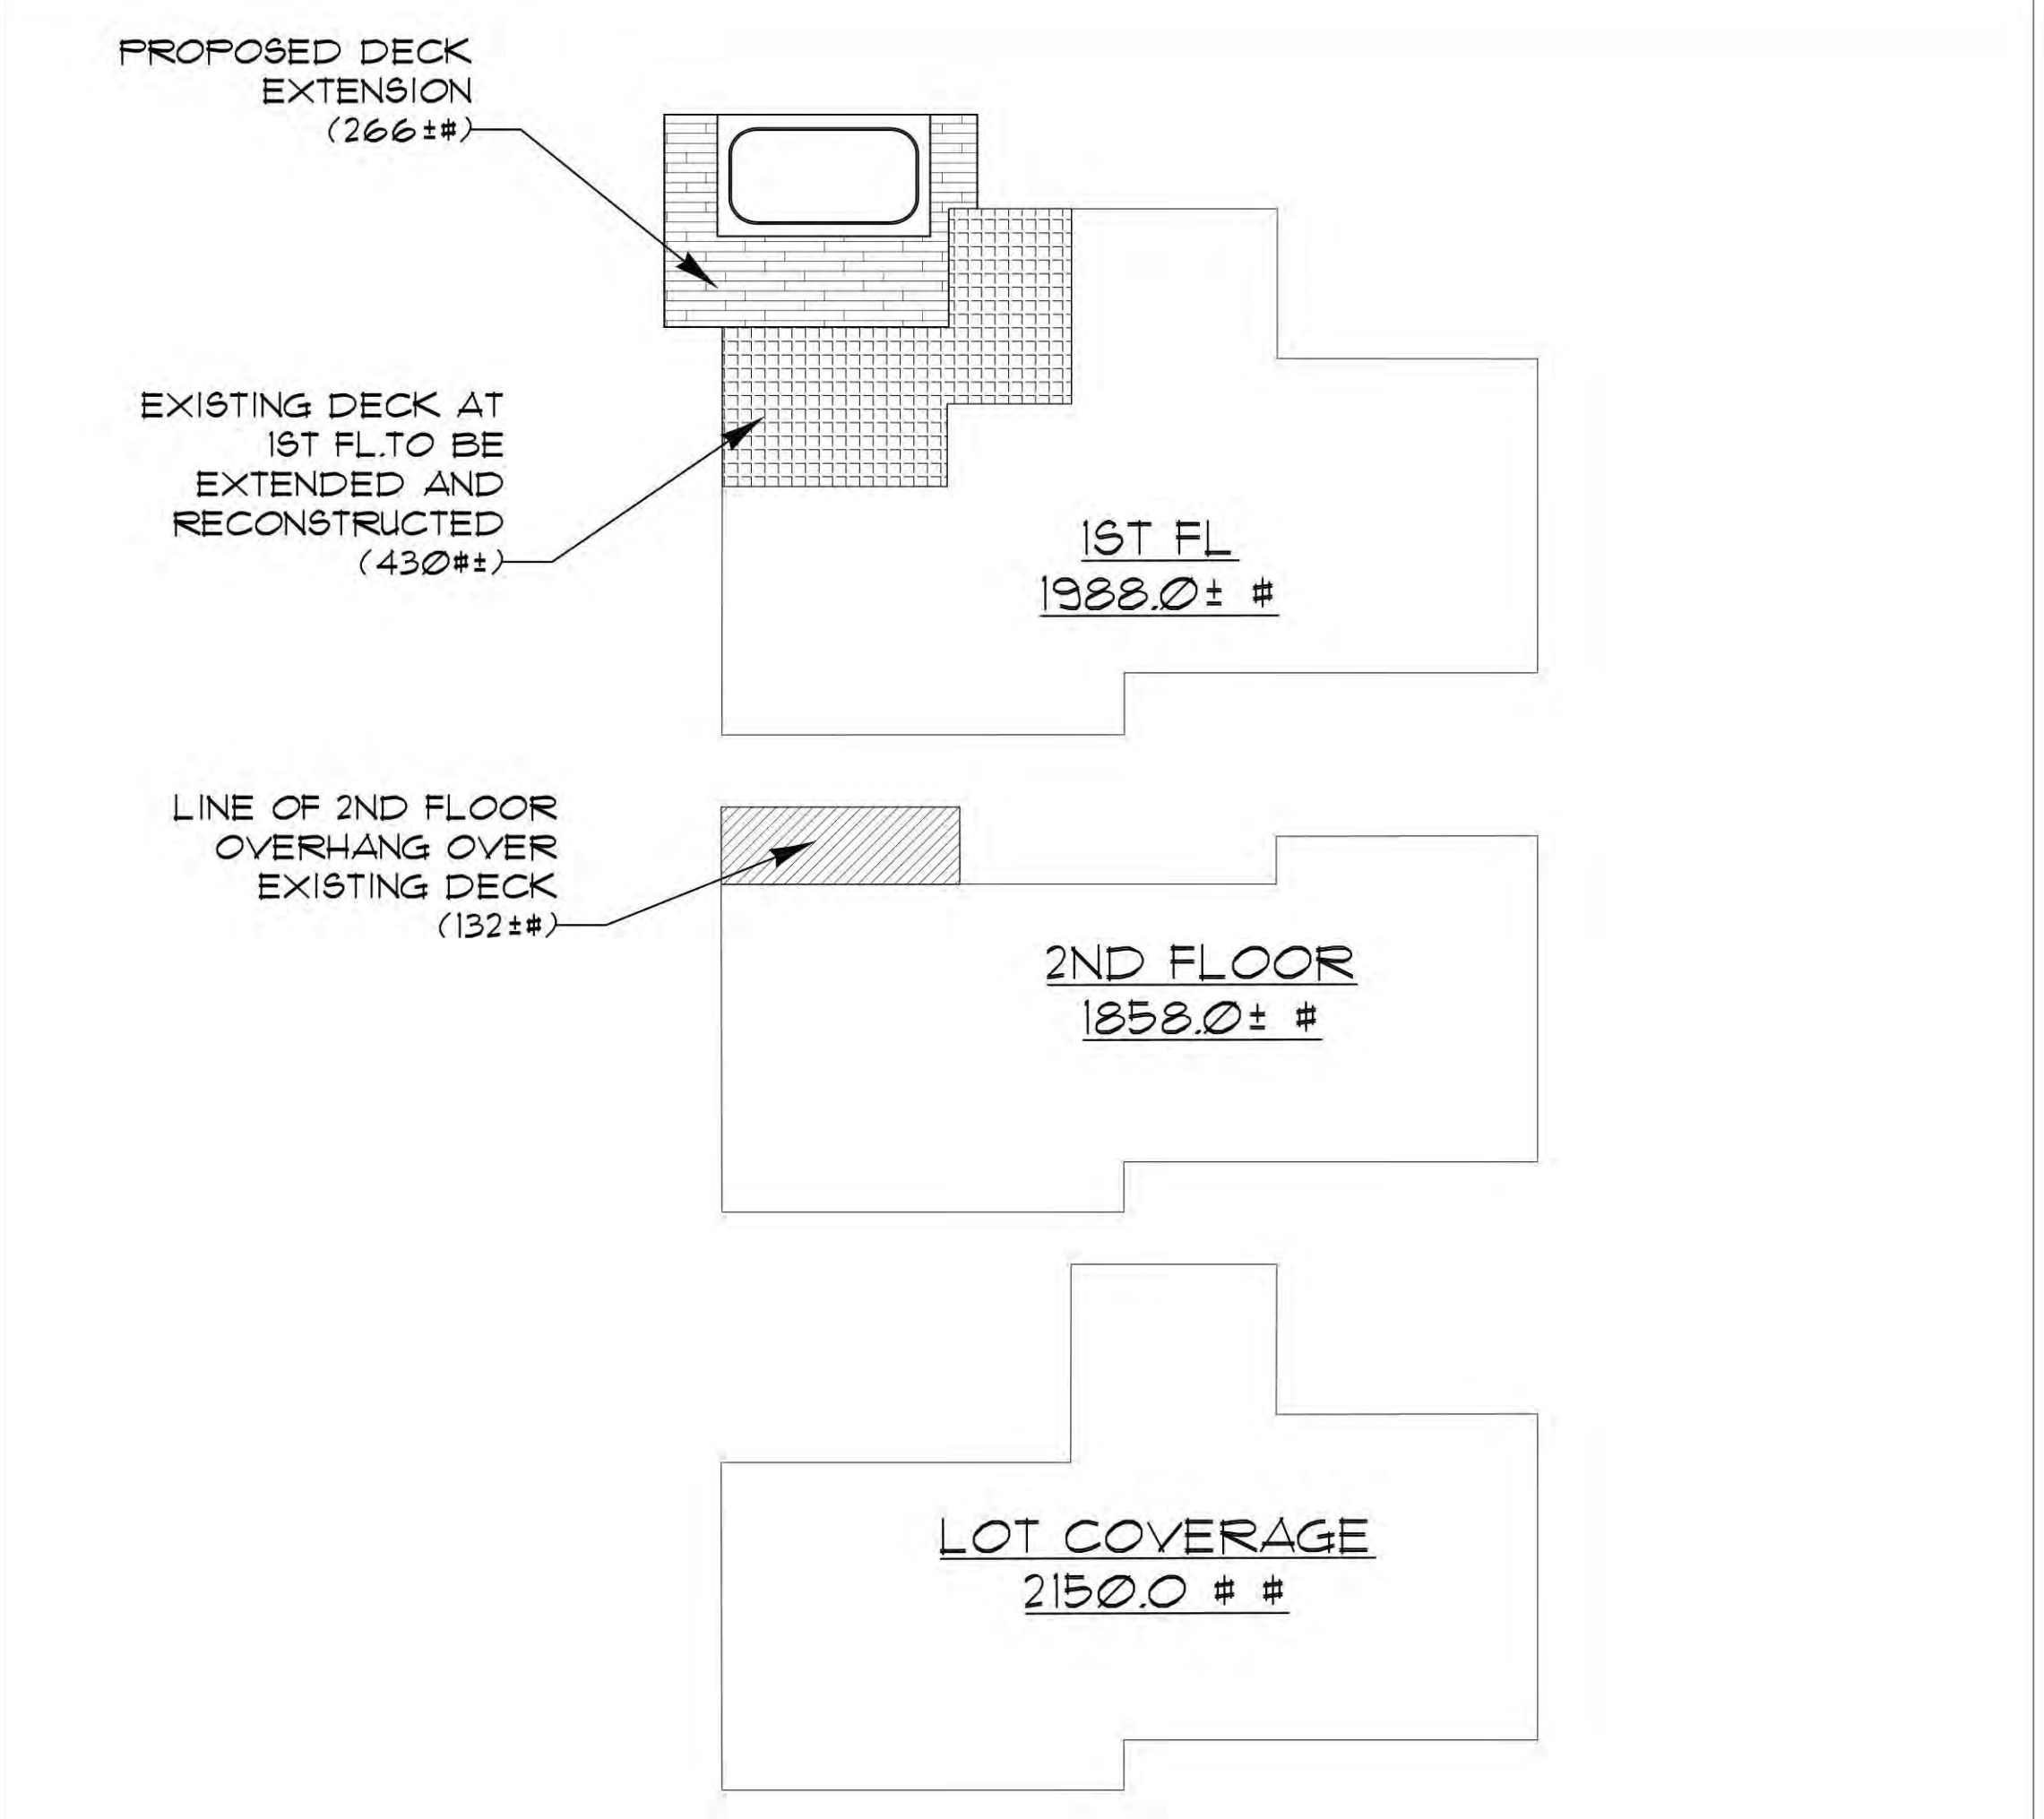 PROPOSED DECK
EXTENSION
(266±#)
EXISTING DECK AT
1ST FL.TO BE
EXTENDED AND
RECONSTRUCTED
(430#±)
1ST FL
1988.0± #
LINE OF 2ND FLOOR
OVERHANG OVER
EXISTING DECK
(132±#)
2ND FLOOR
1858.0± #
LOT COVERAGE
2150.0 # #